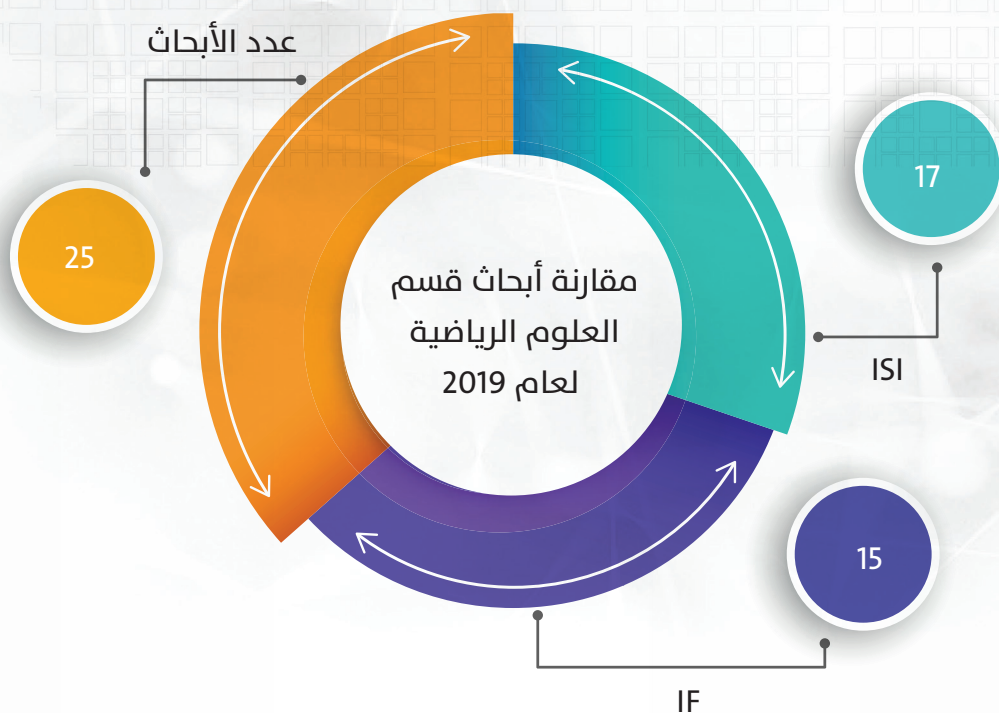 عدد الأبحاث
25
17
ISI
مقارنة أبحاث قسم
العلوم الرياضية
لعام 2019
15
IF